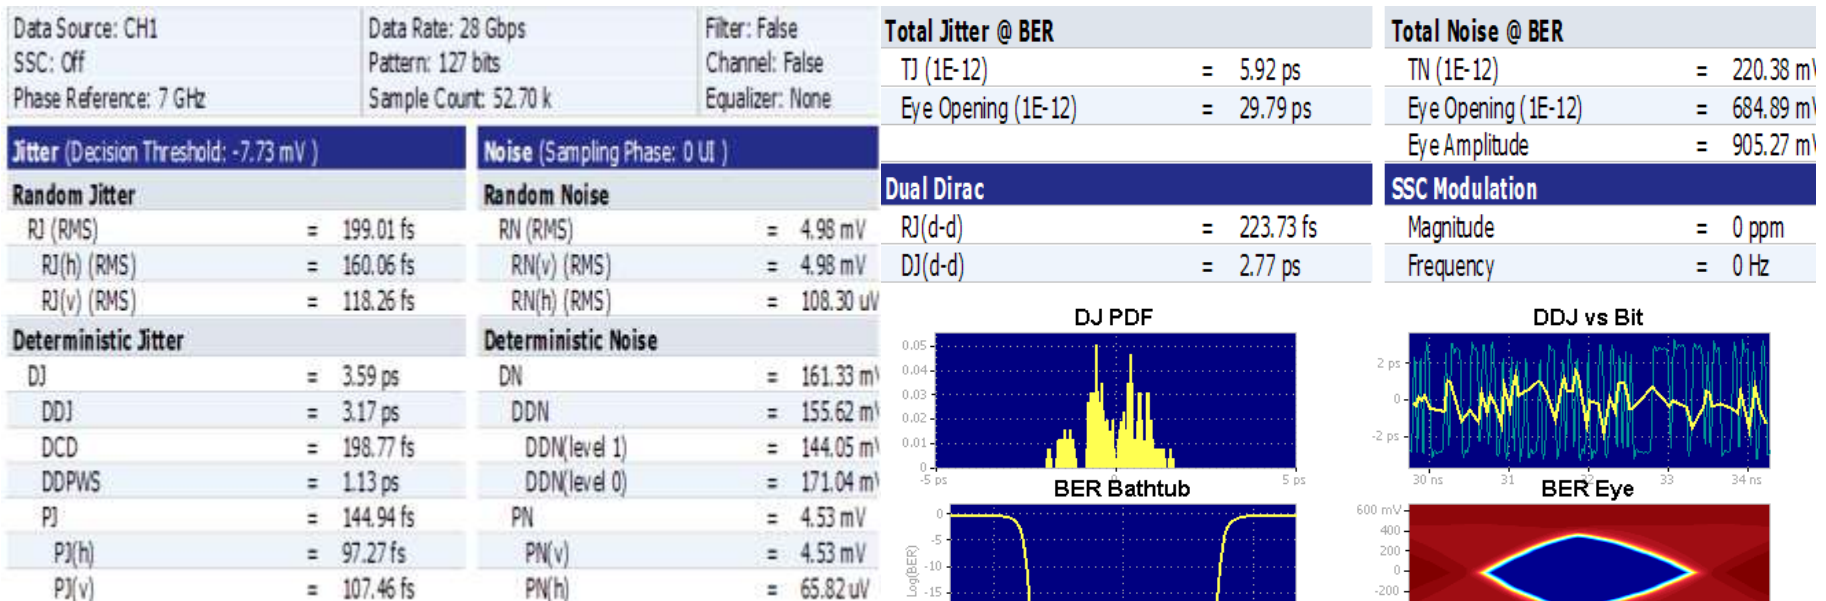 Data Source: CH1 Data Rate: 28 Gbps Filter: False
SSC: Off Pattern: 127 bits Channel: False
Phase Reference: 7 GHz Sample Count: 52.70 k Equalizer: None
Jitter (Decision Threshold: -7.73 mV ) Noise (Sampling Phase: 0 UI )
Random Jitter Random Noise
RJ (RMS) = 199.01 fs RN (RMS) = 4.98 mV
RJ(h) (RMS) = 160.06 fs RN(v) (RMS) = 4.98 mV
RJ(v) (RMS) = 118.26 fs RN(h) (RMS) = 108.30 uV
Deterministic Jitter Deterministic Noise
DJ = 3.59 ps DN = 161.33 mV
DDJ = 3.17 ps DDN = 155.62 mV
DCD = 198.77 fs DDN(level 1) = 144.05 mV
DDPWS = 1.13 ps DDN(level 0) = 171.04 mV
PJ = 144.94 fs PN = 4.53 mV
PJ(h) = 97.27 fs PN(v) = 4.53 mV
PJ(v) = 107.46 fs PN(h) = 65.82 uV
Total Jitter @ BER Total Noise @ BER
TJ (1E-12) = 5.92 ps TN (1E-12) = 220.38 mV
Eye Opening (1E-12) = 29.79 ps Eye Opening (1E-12) = 684.89 mV
Eye Amplitude = 905.27 mV
Dual Dirac SSC Modulation
RJ(d-d) = 223.73 fs Magnitude = 0 ppm
DJ(d-d) = 2.77 ps Frequency = 0 Hz
DJ PDF
0.05
0.04
0.03
0.02
0.01
0
-5 ps 0 5 ps
DDJ vs Bit
2 ps
0
-2 ps
30 ns 31 32 33 34 ns
BER Bathtub
Log(BER)
0
-5
-10
-15
BER Eye
600 mV
400
200
0
-200